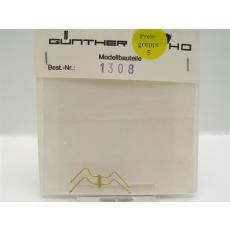 GÜNTHER HO
Preis-
gruppe
5
Modellbauteile
Best.-Nr.: 1308